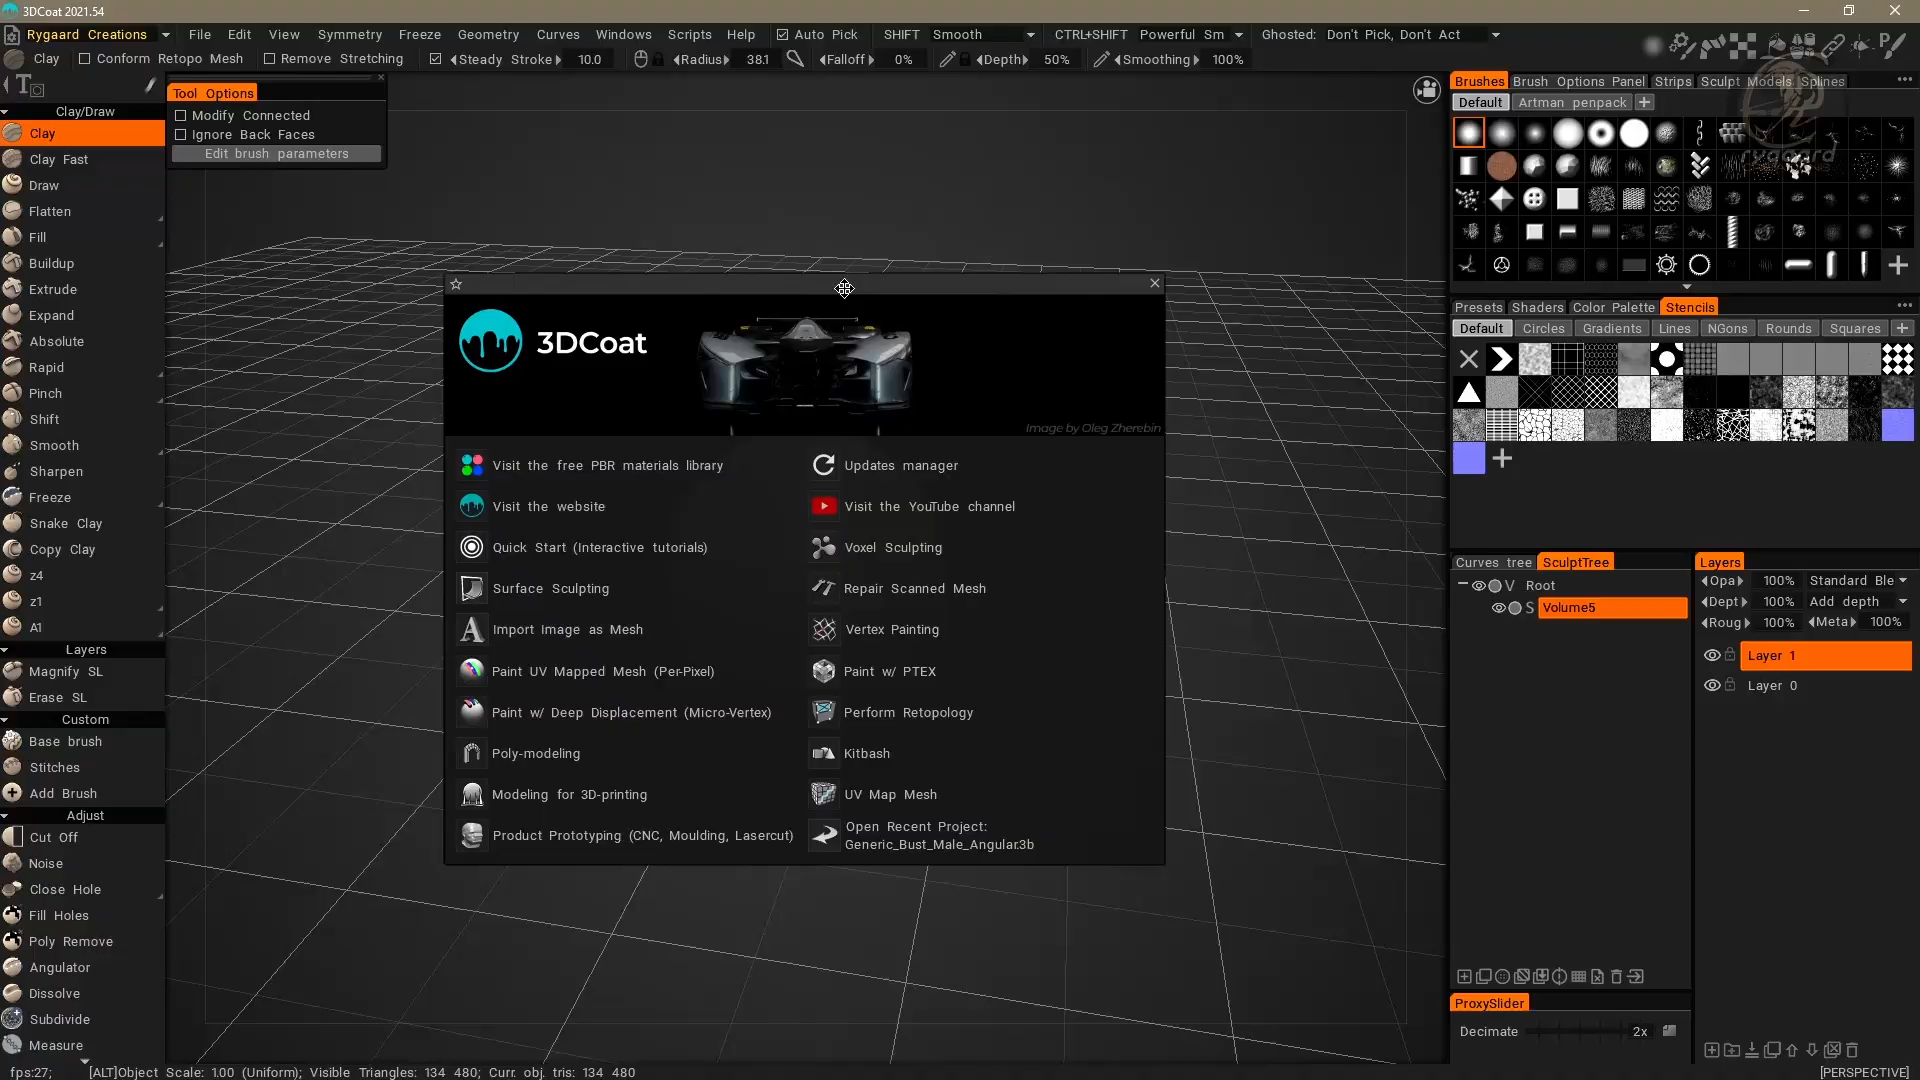 3DCoat 2021.54
Rygaard Creations File Edit View Symmetry Freeze Geometry Curves Windows Scripts Help Auto Pick SHIFT Smooth CTRL+SHIFT Powerful Sm Ghosted: Don't Pick, Don't Act
Clay Conform Retopo Mesh Remove Stretching Steady Stroke 10.0 Radius 38.1 Falloff 0% Depth 50% Smoothing 100%
Tool Options
Modify Connected
Ignore Back Faces
Edit brush parameters
Clay/Draw
Clay
Clay Fast
Draw
Flatten
Fill
Buildup
Extrude
Expand
Absolute
Rapid
Pinch
Shift
Smooth
Sharpen
Freeze
Snake Clay
Copy Clay
z4
z1
A1
Layers
Magnify SL
Erase SL
Custom
Base brush
Stitches
Add Brush
Adjust
Cut Off
Noise
Close Hole
Fill Holes
Poly Remove
Angulator
Dissolve
Subdivide
Measure
3DCoat
Image by Oleg Zherebin
Visit the free PBR materials library
Updates manager
Visit the website
Visit the YouTube channel
Quick Start (Interactive tutorials)
Voxel Sculpting
Surface Sculpting
Repair Scanned Mesh
Import Image as Mesh
Vertex Painting
Paint UV Mapped Mesh (Per-Pixel)
Paint w/ PTEX
Paint w/ Deep Displacement (Micro-Vertex)
Perform Retopology
Poly-modeling
Kitbash
Modeling for 3D-printing
UV Map Mesh
Product Prototyping (CNC, Moulding, Lasercut)
Open Recent Project:
Generic_Bust_Male_Angular.3b
Brushes Brush Options Panel Strips Sculpt Models Splines
Default Artman penpack
rygaard
Presets Shaders Color Palette Stencils
Default Circles Gradients Lines NGons Rounds Squares
Curves tree SculptTree
V Root
S Volume5
Layers
Opa 100% Standard Ble
Dept 100% Add depth
Roug 100% Meta 100%
Layer 1
Layer 0
ProxySlider
Decimate 2x
fps:27; [ALT]Object Scale: 1.00 (Uniform); Visible Triangles: 134 480; Curr. obj. tris: 134 480
[PERSPECTIVE]